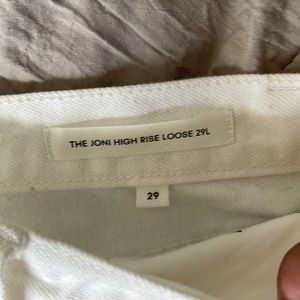 THE JONI HIGH RISE LOOSE 29L
29